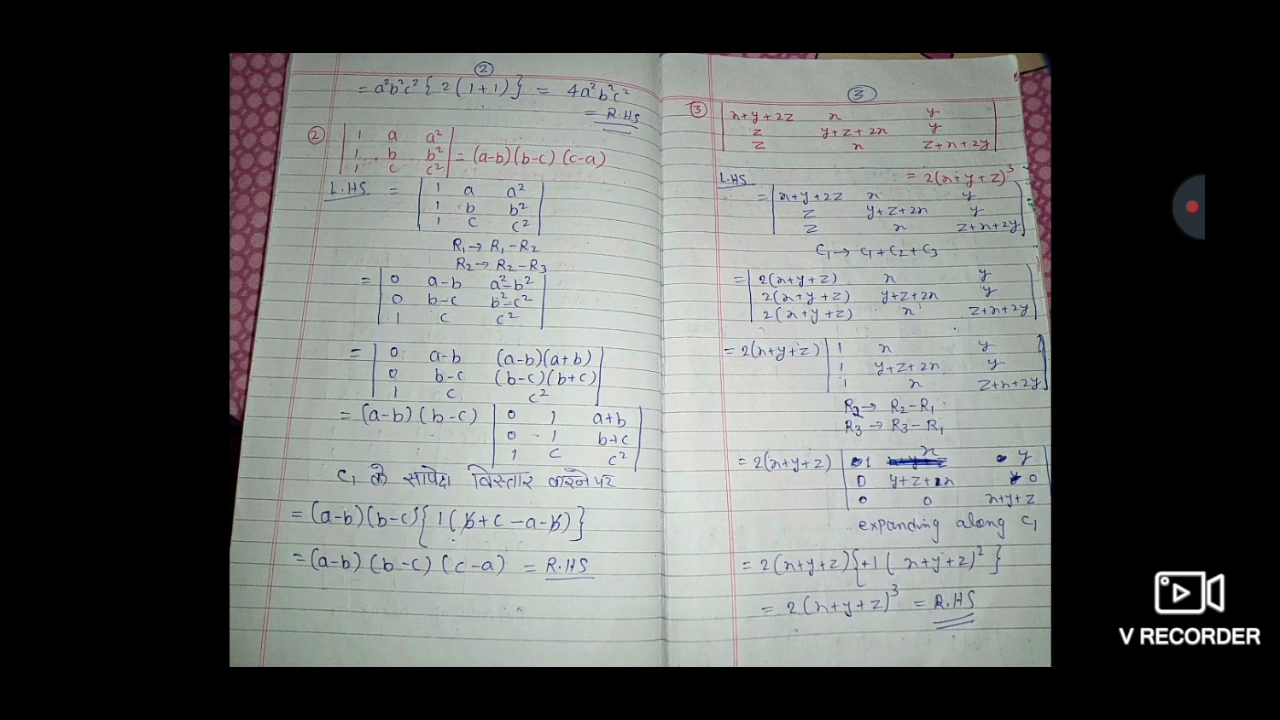 ②
= a²b²c² { 2 (1+1) } = 4a²b²c²
= R.HS
② | 1 a a² |
| 1 b b² | = (a-b)(b-c)(c-a)
| 1 c c² |
L.HS = | 1 a a² |
| 1 b b² |
| 1 c c² |
R₁→ R₁-R₂
R₂→ R₂-R₃
= | 0 a-b a²-b² |
| 0 b-c b²-c² |
| 1 c c² |
= | 0 a-b (a-b)(a+b) |
| 0 b-c (b-c)(b+c) |
| 1 c c² |
= (a-b)(b-c) | 0 1 a+b |
| 0 1 b+c |
| 1 c c² |
C₁ के सापेक्ष विस्तार करने पर
= (a-b)(b-c) { 1(b+c-a-b) }
= (a-b)(b-c)(c-a) = R.HS
③
③ | x+y+2z x y |
| z y+z+2x y |
| z x z+x+2y |
= 2(x+y+z)³
L.HS
= | x+y+2z x y |
| z y+z+2x y |
| z x z+x+2y |
C₁→ C₁+C₂+C₃
= | 2(x+y+z) x y |
| 2(x+y+z) y+z+2x y |
| 2(x+y+z) x z+x+2y |
= 2(x+y+z) | 1 x y |
| 1 y+z+2x y |
| 1 x z+x+2y |
R₂→ R₂-R₁
R₃→ R₃-R₁
= 2(x+y+z) | 1 x y |
| 0 y+z+x 0 |
| 0 0 x+y+z |
expanding along C₁
= 2(x+y+z) { +1 (x+y+z)² }
= 2(x+y+z)³ = R.HS
V RECORDER